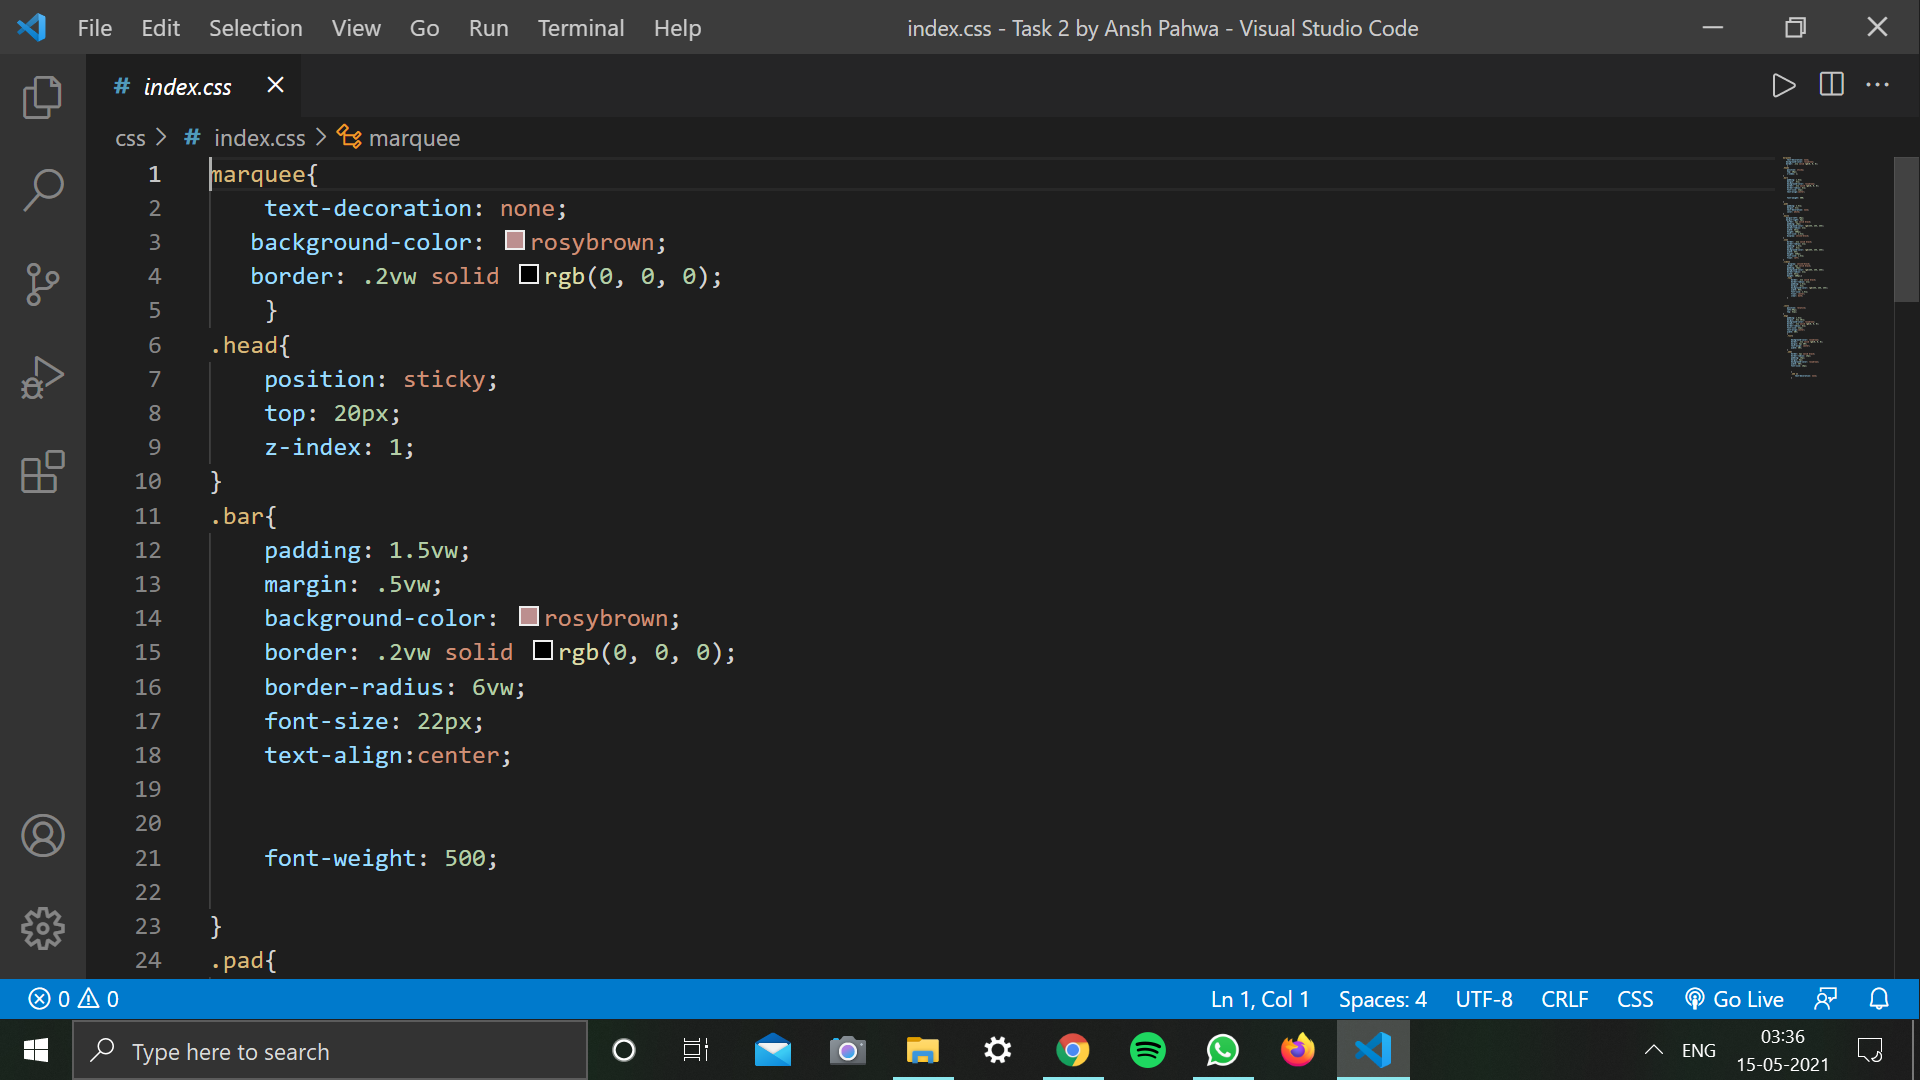 File Edit Selection View Go Run Terminal Help index.css - Task 2 by Ansh Pahwa - Visual Studio Code
# index.css
css > # index.css > marquee
1 marquee{
2     text-decoration: none;
3    background-color: rosybrown;
4    border: .2vw solid rgb(0, 0, 0);
5     }
6 .head{
7     position: sticky;
8     top: 20px;
9     z-index: 1;
10 }
11 .bar{
12     padding: 1.5vw;
13     margin: .5vw;
14     background-color: rosybrown;
15     border: .2vw solid rgb(0, 0, 0);
16     border-radius: 6vw;
17     font-size: 22px;
18     text-align:center;
19
20
21     font-weight: 500;
22
23 }
24 .pad{
0 0 Ln 1, Col 1 Spaces: 4 UTF-8 CRLF CSS Go Live
Type here to search
ENG
03:36
15-05-2021